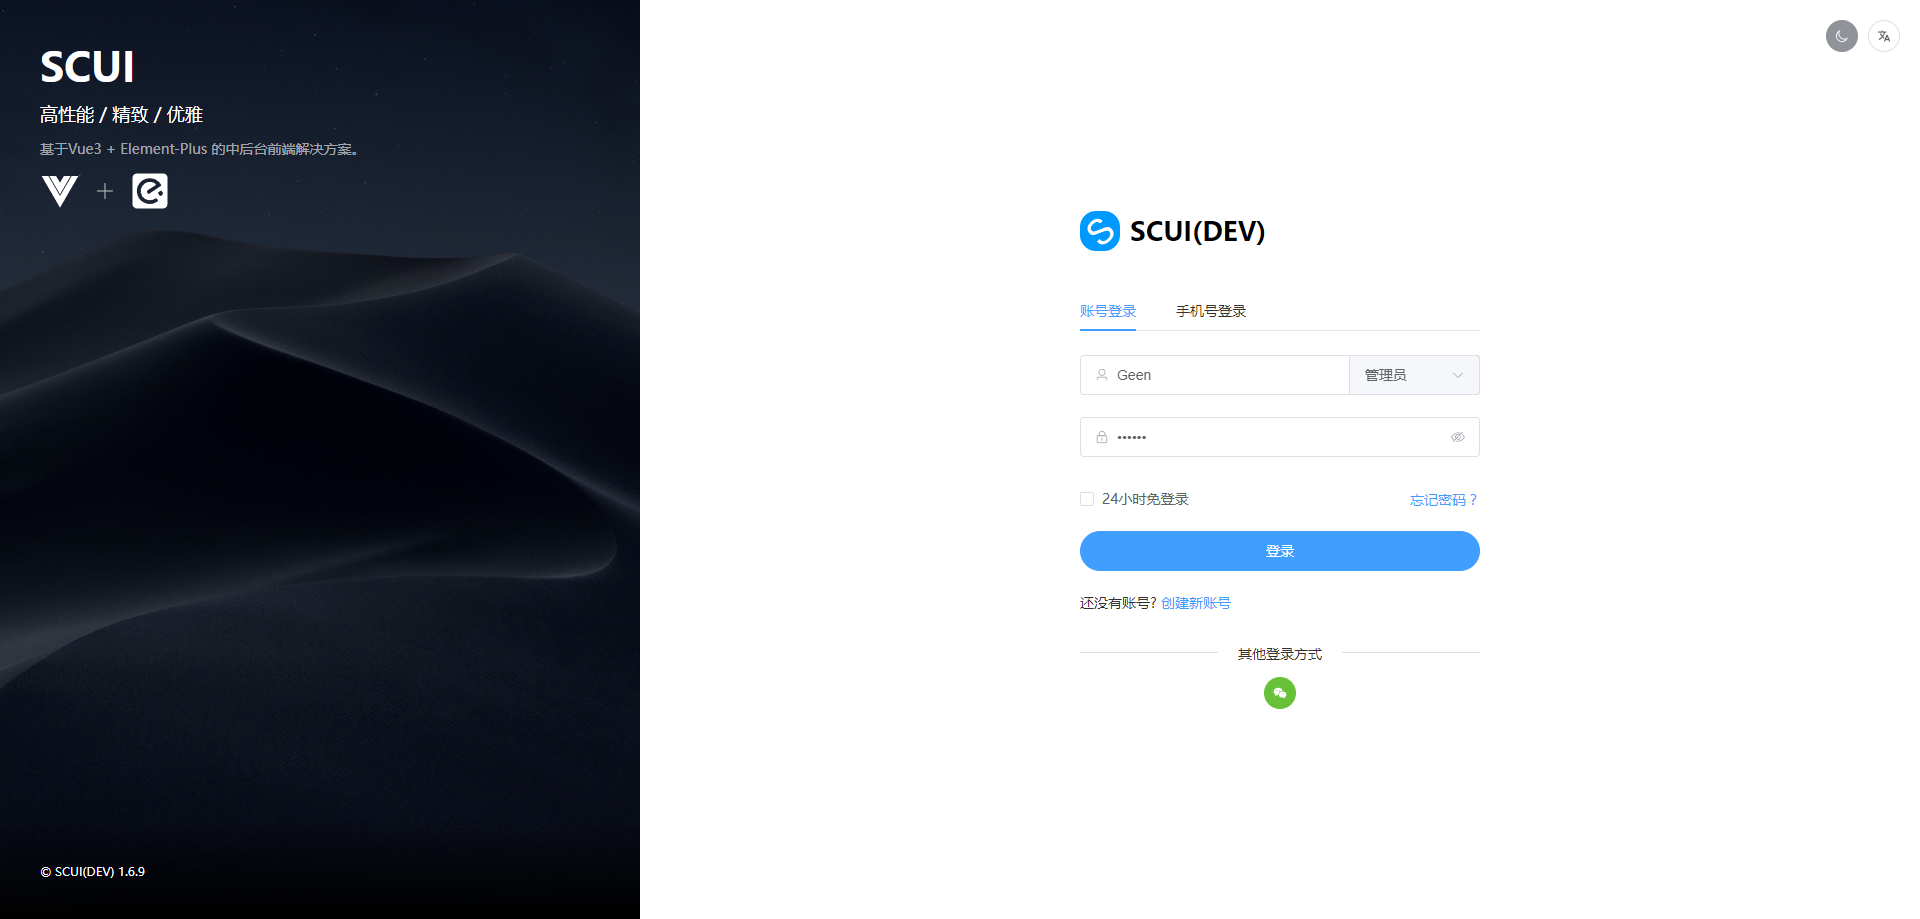 SCUI
高性能 / 精致 / 优雅
基于Vue3 + Element-Plus 的中后台前端解决方案。
© SCUI(DEV) 1.6.9
SCUI(DEV)
账号登录 手机号登录
Geen 管理员
••••••
24小时免登录 忘记密码？
登录
还没有账号? 创建新账号
其他登录方式